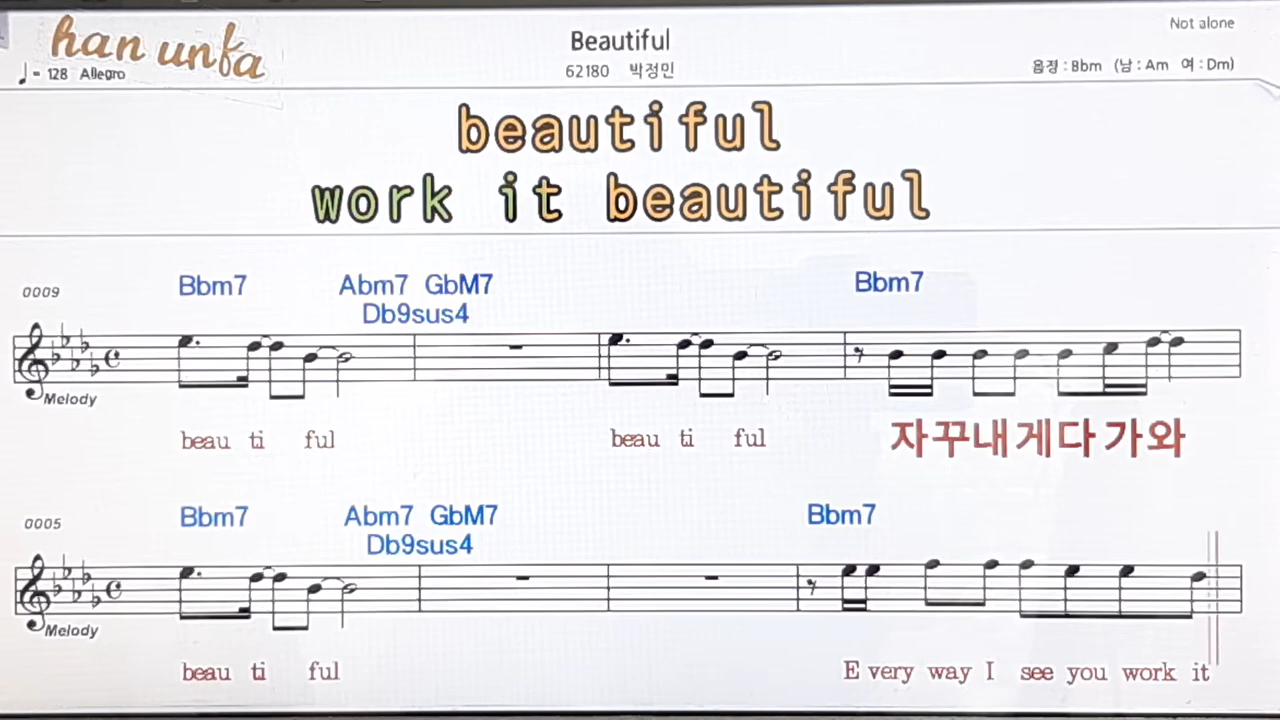 han unfa
Beautiful
Not alone
♩= 128 Allegro
62180 박정민
음정 : Bbm (남 : Am 여 : Dm)
beautiful
work it beautiful
0009
Bbm7 Abm7 GbM7 Bbm7
Db9sus4
Melody
beau ti ful beau ti ful 자꾸내게다가와
0005
Bbm7 Abm7 GbM7 Bbm7
Db9sus4
Melody
beau ti ful E very way I see you work it